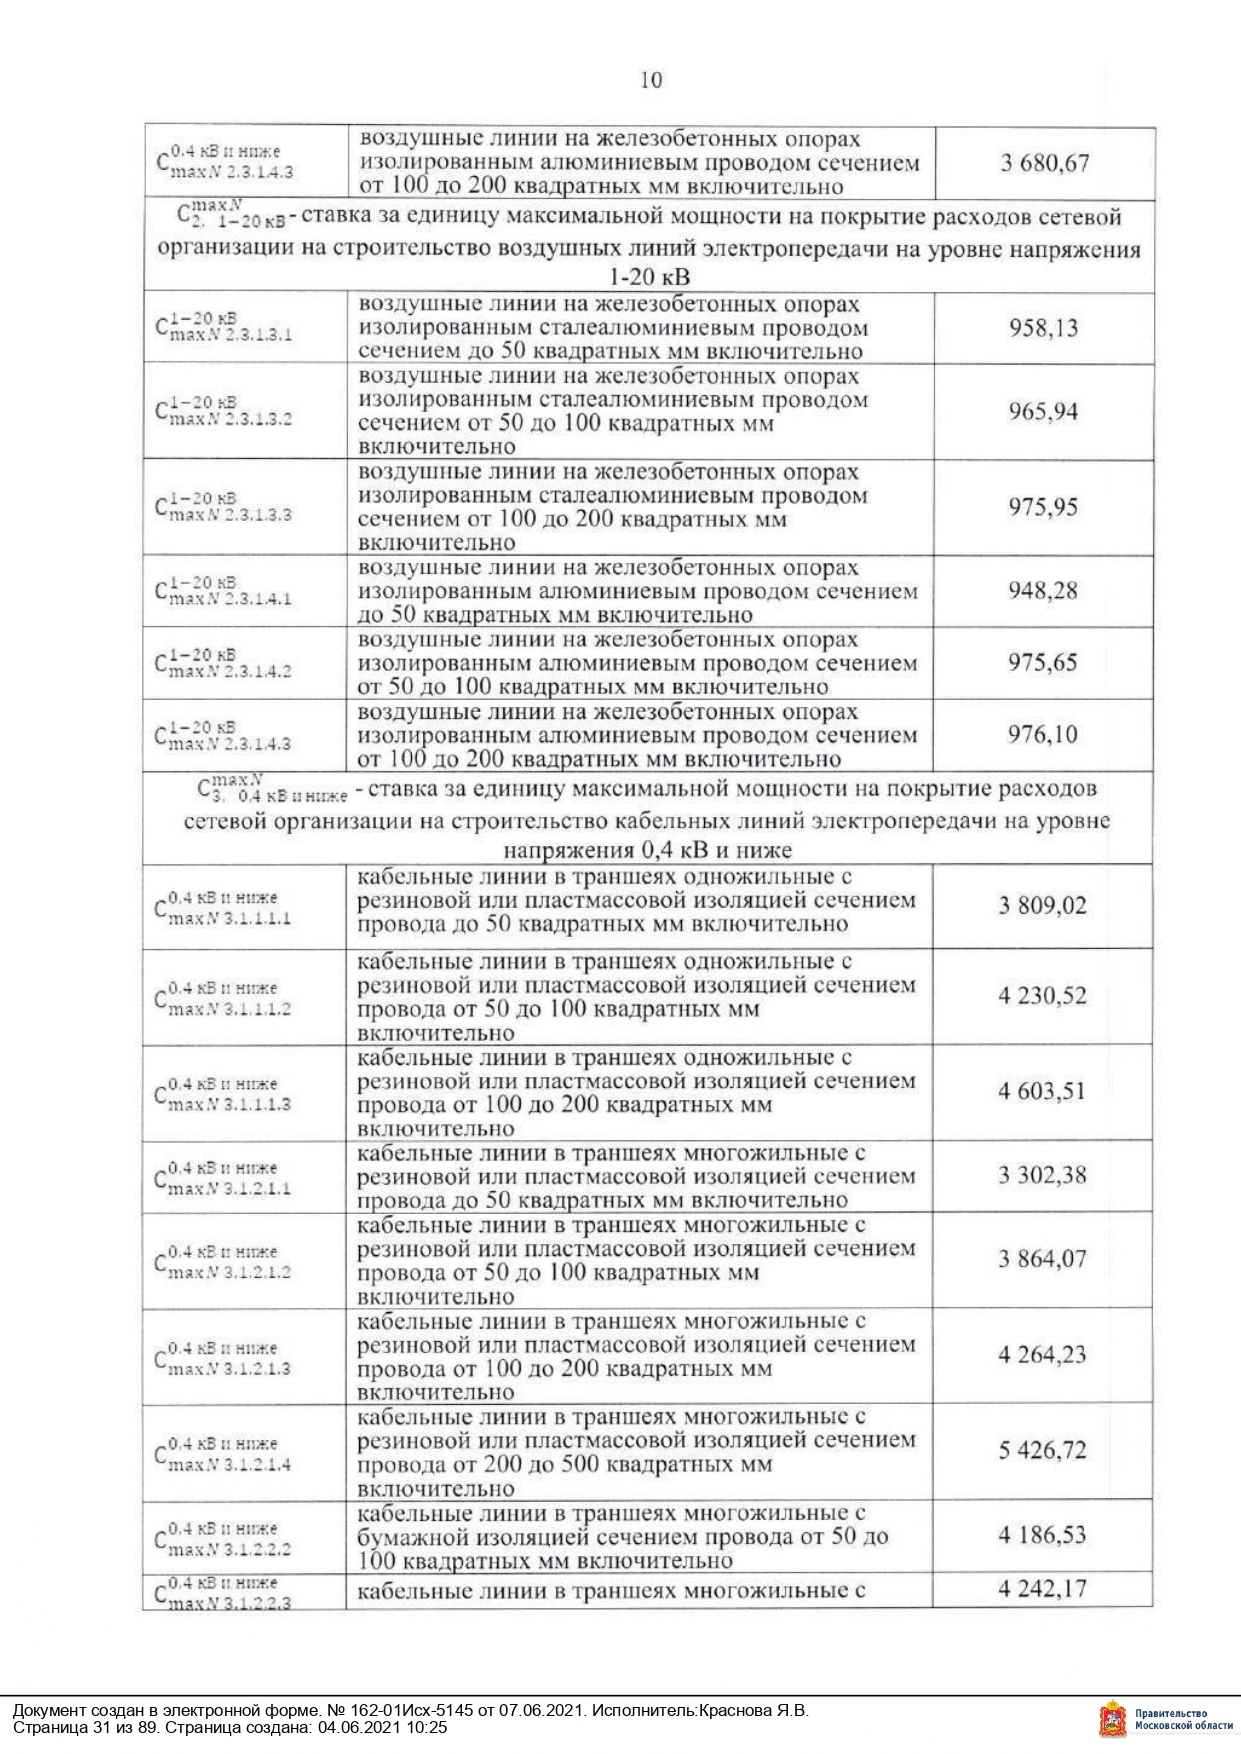 10
C 0.4 кВ и ниже max N 2.3.1.4.3
воздушные линии на железобетонных опорах
изолированным алюминиевым проводом сечением
от 100 до 200 квадратных мм включительно
3 680,67
C max N 2. 1−20 кВ - ставка за единицу максимальной мощности на покрытие расходов сетевой
организации на строительство воздушных линий электропередачи на уровне напряжения
1-20 кВ
C 1−20 кВ max N 2.3.1.3.1
воздушные линии на железобетонных опорах
изолированным сталеалюминиевым проводом
сечением до 50 квадратных мм включительно
958,13
C 1−20 кВ max N 2.3.1.3.2
воздушные линии на железобетонных опорах
изолированным сталеалюминиевым проводом
сечением от 50 до 100 квадратных мм
включительно
965,94
C 1−20 кВ max N 2.3.1.3.3
воздушные линии на железобетонных опорах
изолированным сталеалюминиевым проводом
сечением от 100 до 200 квадратных мм
включительно
975,95
C 1−20 кВ max N 2.3.1.4.1
воздушные линии на железобетонных опорах
изолированным алюминиевым проводом сечением
до 50 квадратных мм включительно
948,28
C 1−20 кВ max N 2.3.1.4.2
воздушные линии на железобетонных опорах
изолированным алюминиевым проводом сечением
от 50 до 100 квадратных мм включительно
975,65
C 1−20 кВ max N 2.3.1.4.3
воздушные линии на железобетонных опорах
изолированным алюминиевым проводом сечением
от 100 до 200 квадратных мм включительно
976,10
C max N 3. 0.4 кВ и ниже - ставка за единицу максимальной мощности на покрытие расходов
сетевой организации на строительство кабельных линий электропередачи на уровне
напряжения 0,4 кВ и ниже
C 0.4 кВ и ниже max N 3.1.1.1.1
кабельные линии в траншеях одножильные с
резиновой или пластмассовой изоляцией сечением
провода до 50 квадратных мм включительно
3 809,02
C 0.4 кВ и ниже max N 3.1.1.1.2
кабельные линии в траншеях одножильные с
резиновой или пластмассовой изоляцией сечением
провода от 50 до 100 квадратных мм
включительно
4 230,52
C 0.4 кВ и ниже max N 3.1.1.1.3
кабельные линии в траншеях одножильные с
резиновой или пластмассовой изоляцией сечением
провода от 100 до 200 квадратных мм
включительно
4 603,51
C 0.4 кВ и ниже max N 3.1.2.1.1
кабельные линии в траншеях многожильные с
резиновой или пластмассовой изоляцией сечением
провода до 50 квадратных мм включительно
3 302,38
C 0.4 кВ и ниже max N 3.1.2.1.2
кабельные линии в траншеях многожильные с
резиновой или пластмассовой изоляцией сечением
провода от 50 до 100 квадратных мм
включительно
3 864,07
C 0.4 кВ и ниже max N 3.1.2.1.3
кабельные линии в траншеях многожильные с
резиновой или пластмассовой изоляцией сечением
провода от 100 до 200 квадратных мм
включительно
4 264,23
C 0.4 кВ и ниже max N 3.1.2.1.4
кабельные линии в траншеях многожильные с
резиновой или пластмассовой изоляцией сечением
провода от 200 до 500 квадратных мм
включительно
5 426,72
C 0.4 кВ и ниже max N 3.1.2.2.2
кабельные линии в траншеях многожильные с
бумажной изоляцией сечением провода от 50 до
100 квадратных мм включительно
4 186,53
C 0.4 кВ и ниже max N 3.1.2.2.3
кабельные линии в траншеях многожильные с
4 242,17
Документ создан в электронной форме. № 162-01Исх-5145 от 07.06.2021. Исполнитель:Краснова Я.В.
Страница 31 из 89. Страница создана: 04.06.2021 10:25
Правительство
Московской области